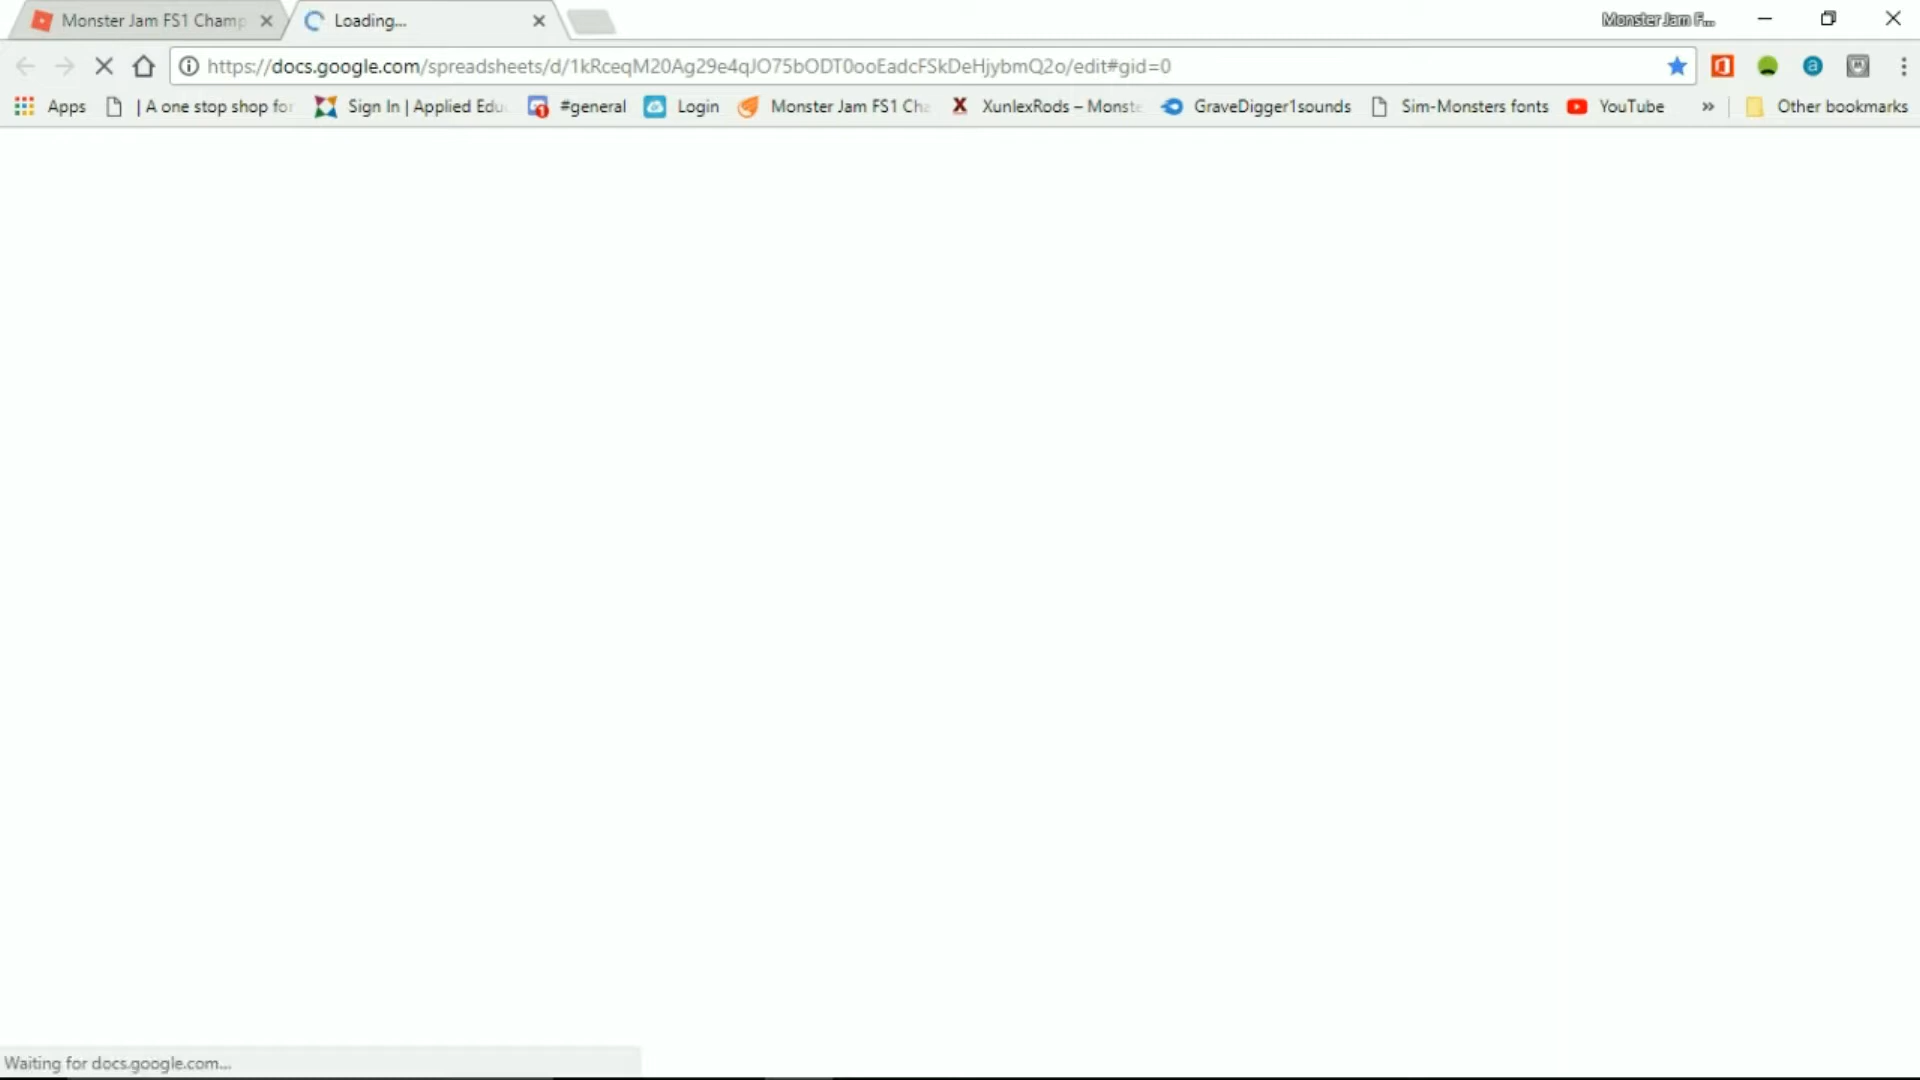 Monster Jam FS1 Champ
Loading...
Monster Jam F...
https://docs.google.com/spreadsheets/d/1kRceqM20Ag29e4qJO75bODT0ooEadcFSkDeHjybmQ2o/edit#gid=0
Apps
| A one stop shop for
Sign In | Applied Edu
#general
Login
Monster Jam FS1 Cha
XunlexRods – Monste
GraveDigger1sounds
Sim-Monsters fonts
YouTube
»
Other bookmarks
Waiting for docs.google.com...